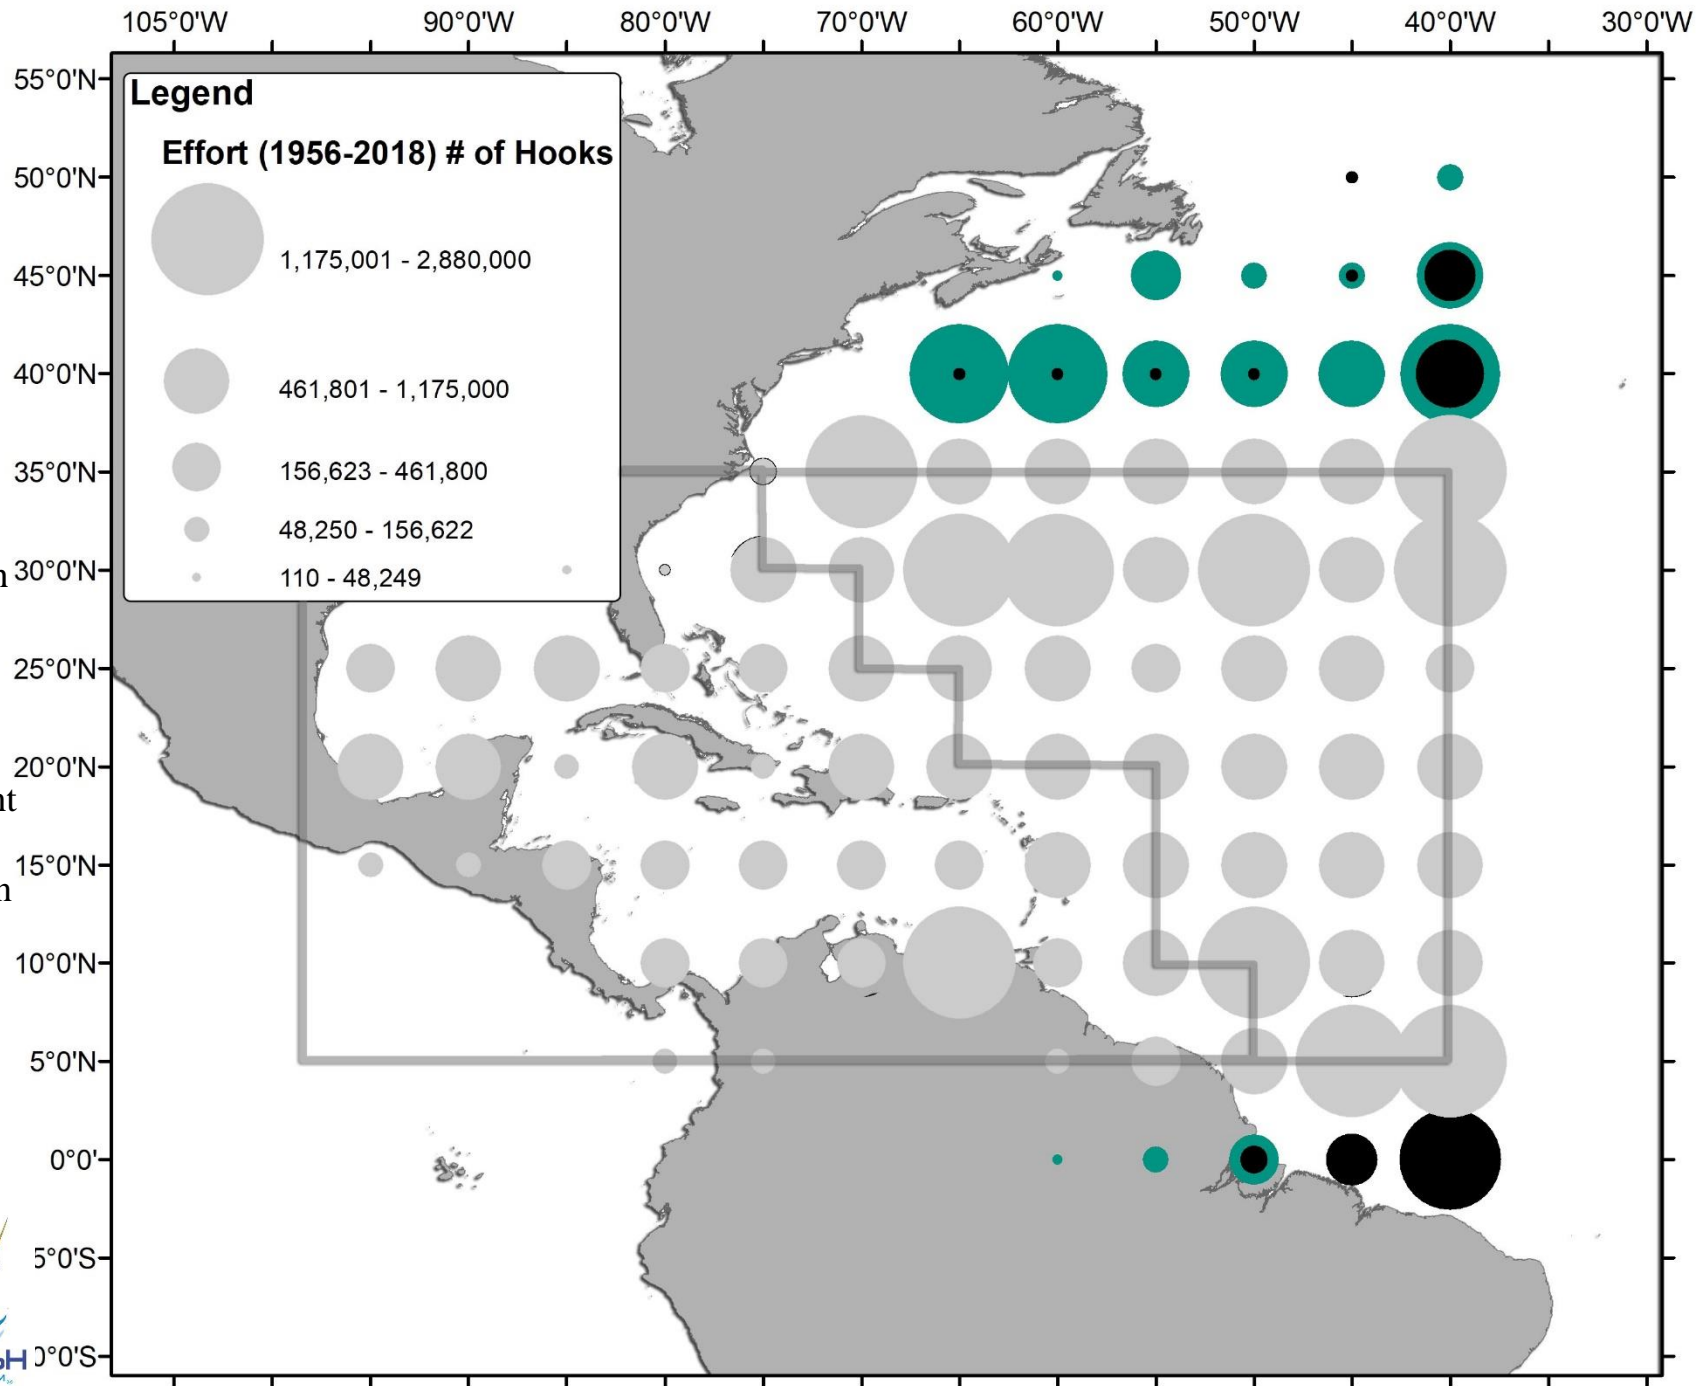 105°0'W 90°0'W 80°0'W 70°0'W 60°0'W 50°0'W 40°0'W 30°0'W
55°0'N
Legend
Effort (1956-2018) # of Hooks
50°0'N
1,175,001 - 2,880,000
45°0'N
40°0'N
461,801 - 1,175,000
35°0'N
156,623 - 461,800
48,250 - 156,622
30°0'N
110 - 48,249
25°0'N
20°0'N
15°0'N
10°0'N
5°0'N
0°0'
5°0'S
0°0'S